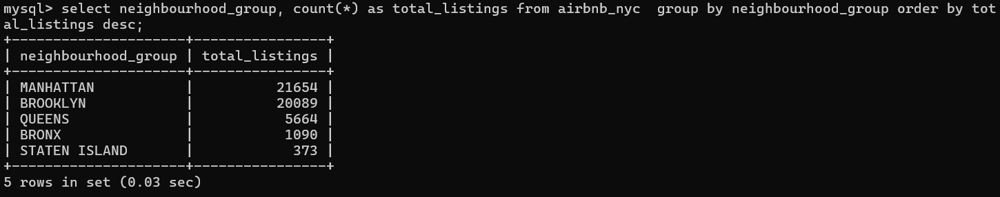 mysql> select neighbourhood_group, count(*) as total_listings from airbnb_nyc  group by neighbourhood_group order by tot
al_listings desc;
+---------------------+----------------+
| neighbourhood_group | total_listings |
+---------------------+----------------+
| MANHATTAN           |          21654 |
| BROOKLYN            |          20089 |
| QUEENS              |           5664 |
| BRONX               |           1090 |
| STATEN ISLAND       |            373 |
+---------------------+----------------+
5 rows in set (0.03 sec)